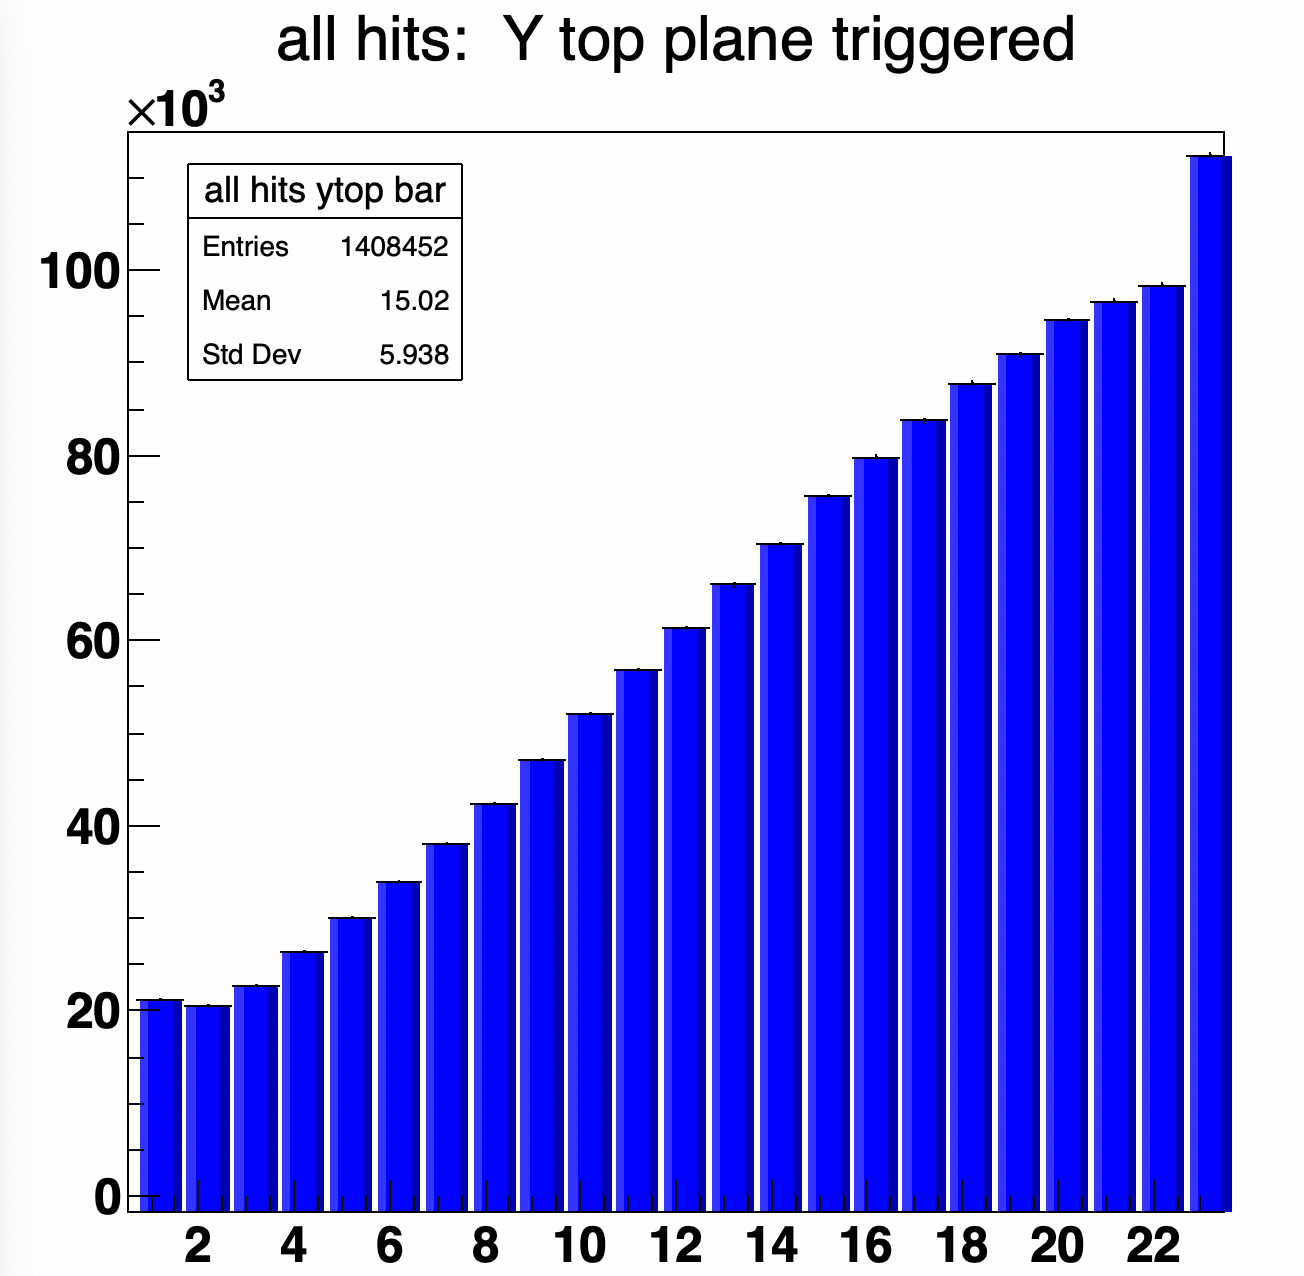 all hits:  Y top plane triggered
×10³
all hits ytop bar
Entries 1408452
Mean 15.02
Std Dev 5.938
100
80
60
40
20
0
2 4 6 8 10 12 14 16 18 20 22